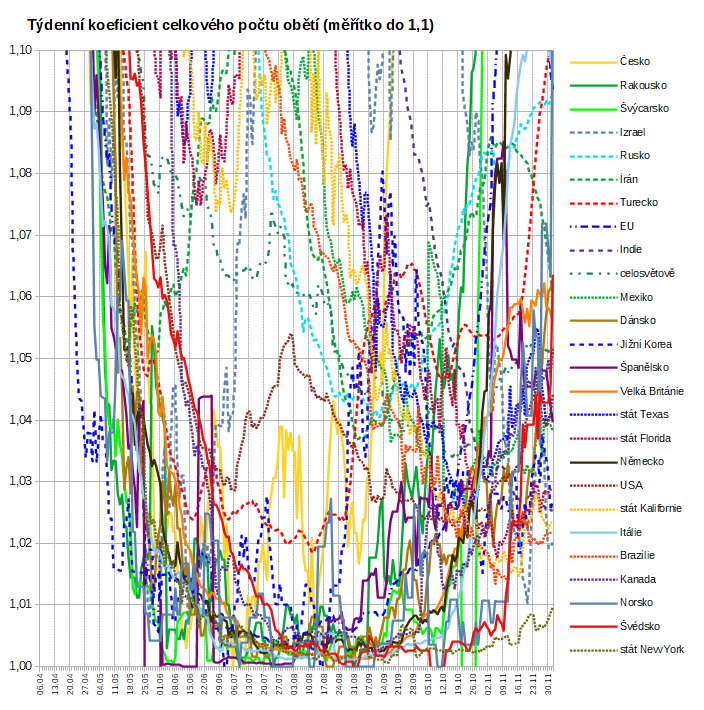 Týdenní koeficient celkového počtu obětí (měřítko do 1,1)
1,10
1,09
1,08
1,07
1,06
1,05
1,04
1,03
1,02
1,01
1,00
06.04
13.04
20.04
27.04
04.05
11.05
18.05
25.05
01.06
08.06
15.06
22.06
29.06
06.07
13.07
20.07
27.07
03.08
10.08
17.08
24.08
31.08
07.09
14.09
21.09
28.09
05.10
12.10
19.10
26.10
02.11
09.11
16.11
23.11
30.11
Česko
Rakousko
Švýcarsko
Izrael
Rusko
Irán
Turecko
EU
Indie
celosvětově
Mexiko
Dánsko
Jižní Korea
Španělsko
Velká Británie
stát Texas
stát Florida
Německo
USA
stát Kalifornie
Itálie
Brazílie
Kanada
Norsko
Švédsko
stát NewYork